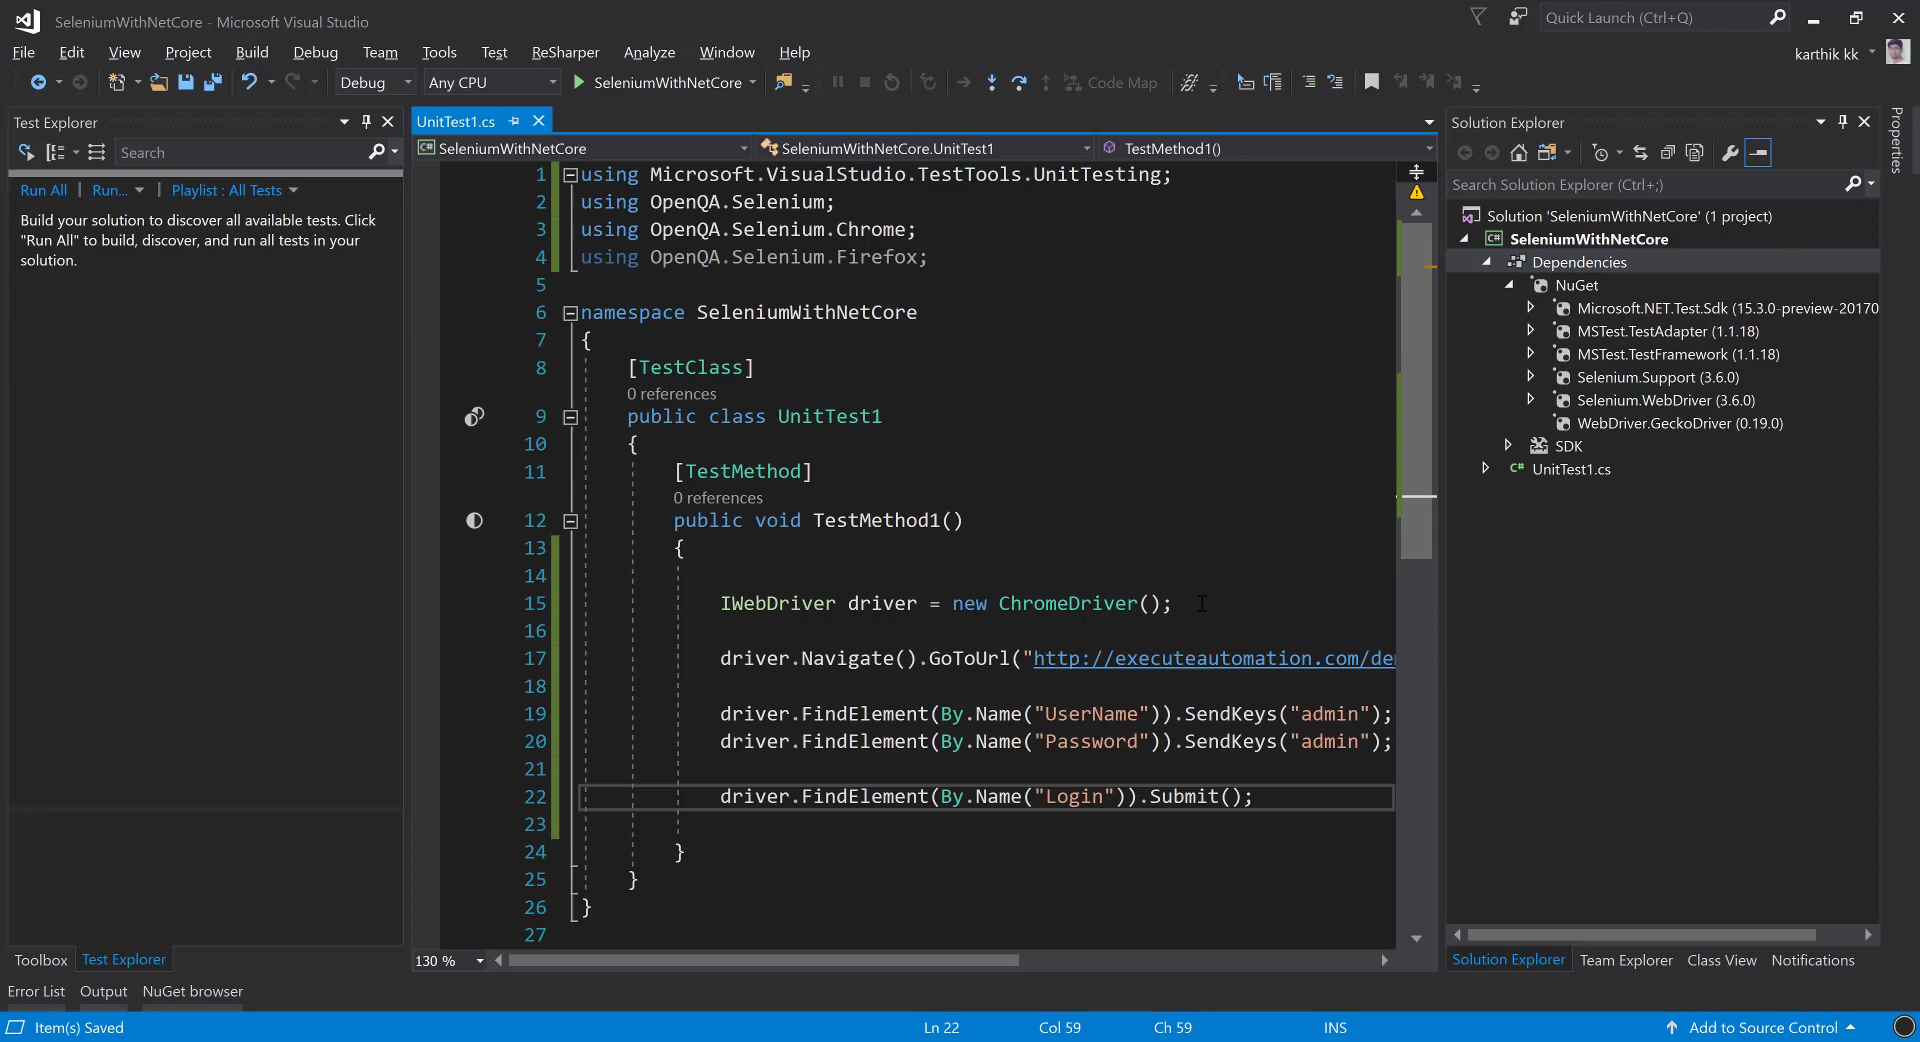 SeleniumWithNetCore - Microsoft Visual Studio
Quick Launch (Ctrl+Q)
File Edit View Project Build Debug Team Tools Test ReSharper Analyze Window Help
karthik kk
Debug Any CPU SeleniumWithNetCore Code Map
Test Explorer
Search
Run All Run... Playlist : All Tests
Build your solution to discover all available tests. Click
"Run All" to build, discover, and run all tests in your
solution.
Toolbox Test Explorer
UnitTest1.cs
SeleniumWithNetCore SeleniumWithNetCore.UnitTest1 TestMethod1()
1 using Microsoft.VisualStudio.TestTools.UnitTesting;
2 using OpenQA.Selenium;
3 using OpenQA.Selenium.Chrome;
4 using OpenQA.Selenium.Firefox;
5
6 namespace SeleniumWithNetCore
7 {
8 [TestClass]
0 references
9 public class UnitTest1
10 {
11 [TestMethod]
0 references
12 public void TestMethod1()
13 {
14
15 IWebDriver driver = new ChromeDriver();
16
17 driver.Navigate().GoToUrl("http://executeautomation.com/de
18
19 driver.FindElement(By.Name("UserName")).SendKeys("admin");
20 driver.FindElement(By.Name("Password")).SendKeys("admin");
21
22 driver.FindElement(By.Name("Login")).Submit();
23
24 }
25 }
26 }
27
130 %
Solution Explorer
Search Solution Explorer (Ctrl+;)
Solution 'SeleniumWithNetCore' (1 project)
SeleniumWithNetCore
Dependencies
NuGet
Microsoft.NET.Test.Sdk (15.3.0-preview-20170
MSTest.TestAdapter (1.1.18)
MSTest.TestFramework (1.1.18)
Selenium.Support (3.6.0)
Selenium.WebDriver (3.6.0)
WebDriver.GeckoDriver (0.19.0)
SDK
C# UnitTest1.cs
Solution Explorer Team Explorer Class View Notifications
Properties
Error List Output NuGet browser
Item(s) Saved Ln 22 Col 59 Ch 59 INS Add to Source Control